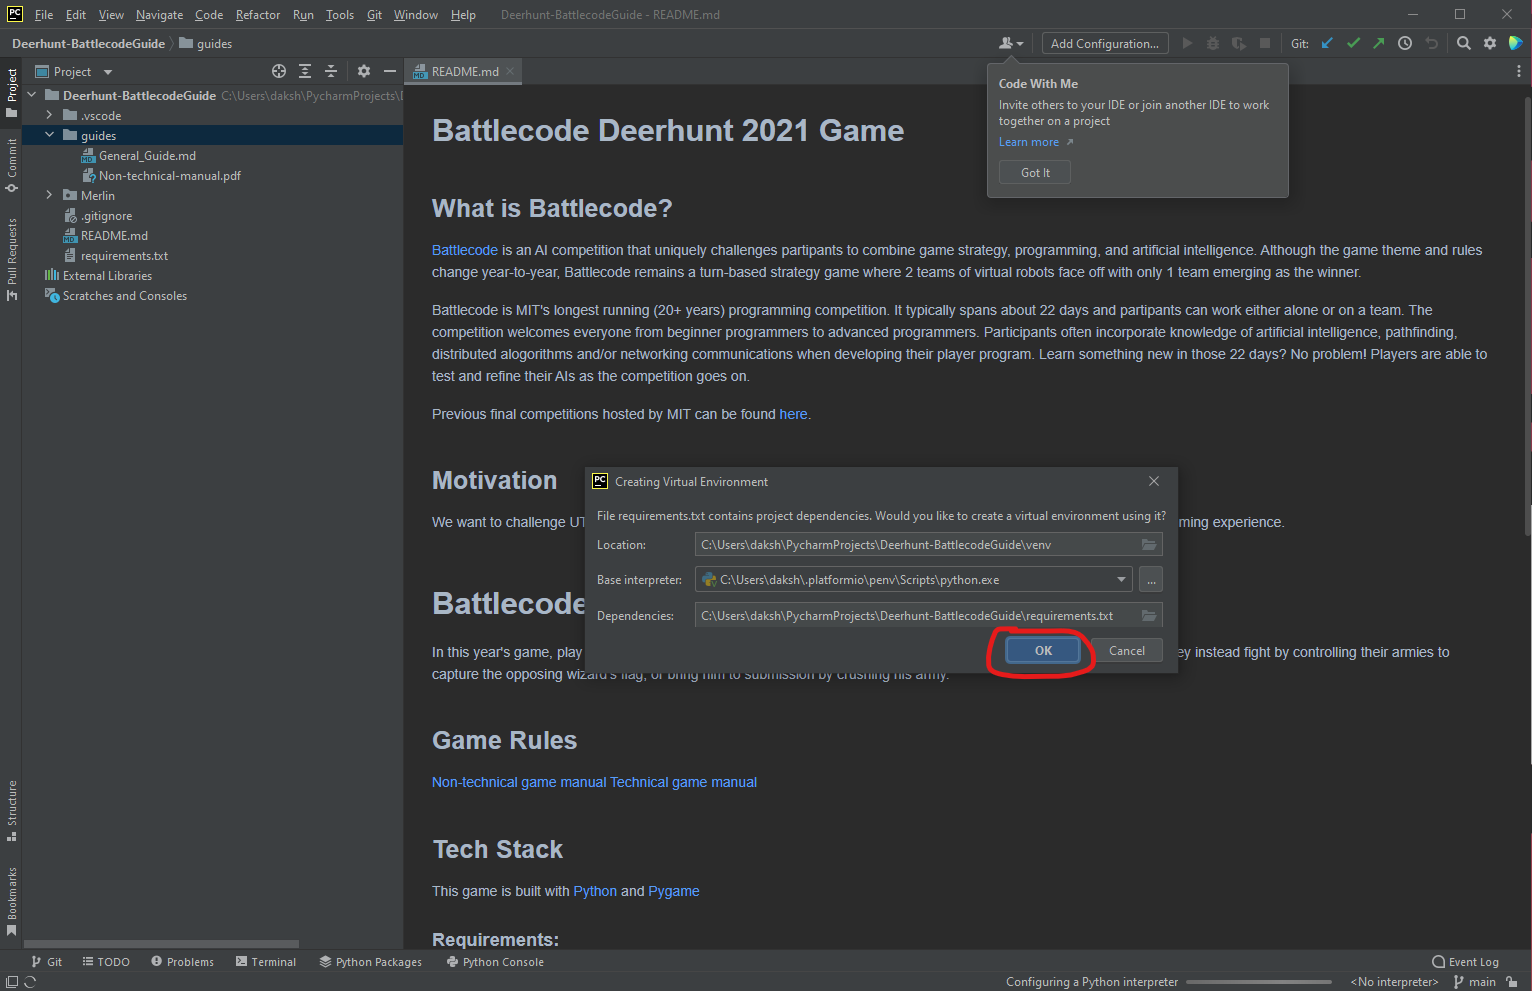 PC File Edit View Navigate Code Refactor Run Tools Git Window Help Deerhunt-BattlecodeGuide - README.md
Deerhunt-BattlecodeGuide guides Add Configuration... Git:
Project README.md
Project
Commit
Pull Requests
Structure
Bookmarks
Deerhunt-BattlecodeGuide C:\Users\daksh\PycharmProjects\
.vscode
guides
General_Guide.md
Non-technical-manual.pdf
Merlin
.gitignore
README.md
requirements.txt
External Libraries
Scratches and Consoles
Code With Me
Invite others to your IDE or join another IDE to work
together on a project
Learn more
Got It
Battlecode Deerhunt 2021 Game
What is Battlecode?
Battlecode is an AI competition that uniquely challenges partipants to combine game strategy, programming, and artificial intelligence. Although the game theme and rules
change year-to-year, Battlecode remains a turn-based strategy game where 2 teams of virtual robots face off with only 1 team emerging as the winner.
Battlecode is MIT's longest running (20+ years) programming competition. It typically spans about 22 days and partipants can work either alone or on a team. The
competition welcomes everyone from beginner programmers to advanced programmers. Participants often incorporate knowledge of artificial intelligence, pathfinding,
distributed alogorithms and/or networking communications when developing their player program. Learn something new in those 22 days? No problem! Players are able to
test and refine their AIs as the competition goes on.
Previous final competitions hosted by MIT can be found here.
Motivation
We want to challenge UT
ming experience.
PC Creating Virtual Environment
File requirements.txt contains project dependencies. Would you like to create a virtual environment using it?
Location: C:\Users\daksh\PycharmProjects\Deerhunt-BattlecodeGuide\venv
Base interpreter: C:\Users\daksh\.platformio\penv\Scripts\python.exe ...
Dependencies: C:\Users\daksh\PycharmProjects\Deerhunt-BattlecodeGuide\requirements.txt
OK Cancel
Battlecode
In this year's game, play ey instead fight by controlling their armies to
capture the opposing wizard's flag, or bring him to submission by crushing his army.
Game Rules
Non-technical game manual Technical game manual
Tech Stack
This game is built with Python and Pygame
Requirements:
Git TODO Problems Terminal Python Packages Python Console Event Log
Configuring a Python interpreter <No interpreter> main